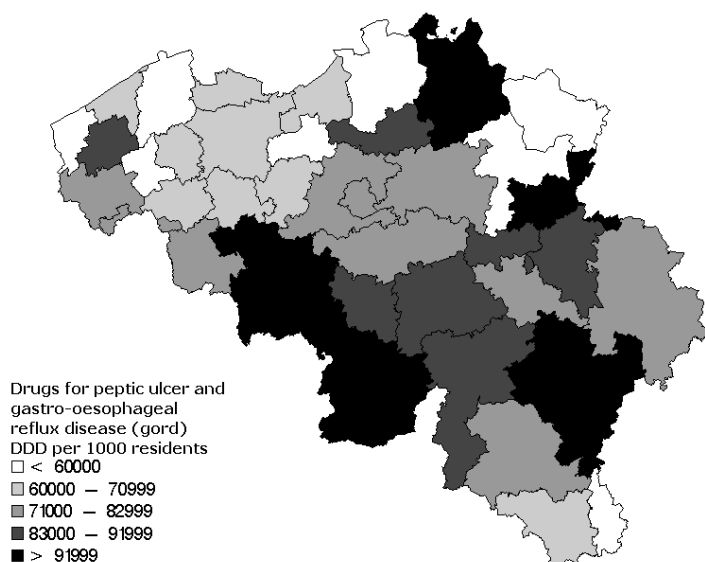 Drugs for peptic ulcer and
gastro-oesophageal
reflux disease (gord)
DDD per 1000 residents
< 60000
60000 – 70999
71000 – 82999
83000 – 91999
> 91999